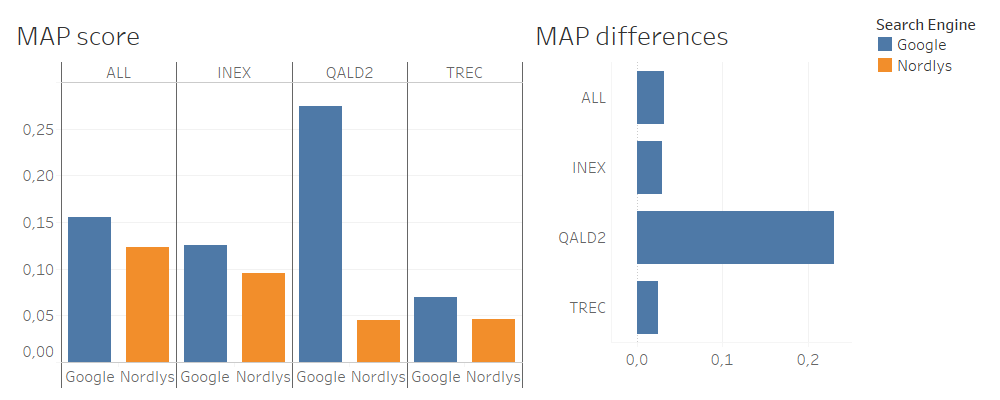 MAP score
ALL INEX QALD2 TREC
0,25
0,20
0,15
0,10
0,05
0,00
Google Nordlys Google Nordlys Google Nordlys Google Nordlys
MAP differences
ALL
INEX
QALD2
TREC
0,0 0,1 0,2
Search Engine
Google
Nordlys